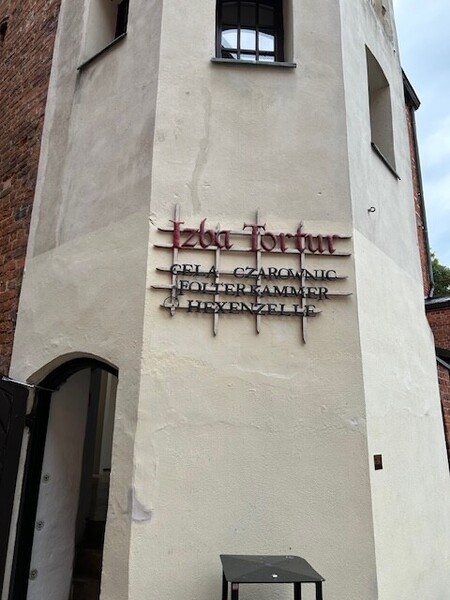 Izba Tortur
CELA CZAROWNIC
FOLTERKAMMER
HEXENZELLE